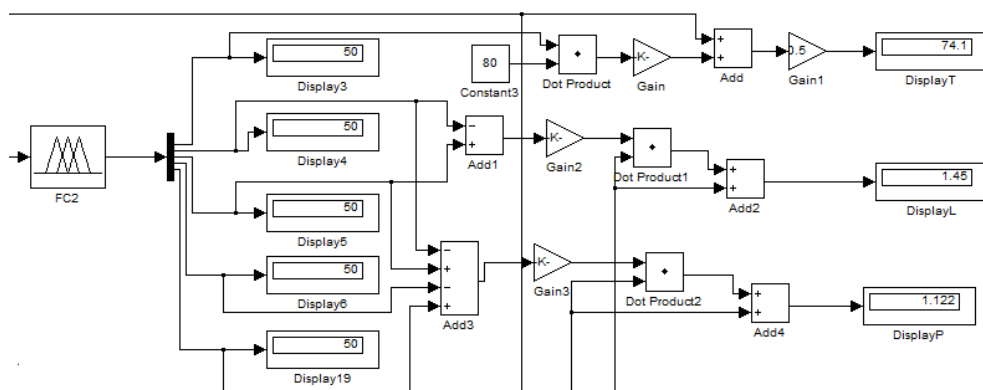 50
Display3
80
Constant3
Dot Product
-K-
Gain
+
+
Add
0.5
Gain1
74.1
DisplayT
FC2
50
Display4
−
+
Add1
-K-
Gain2
Dot Product1
+
+
Add2
1.45
DisplayL
50
Display5
50
Display6
−
+
−
+
Add3
-K-
Gain3
Dot Product2
+
+
Add4
1.122
DisplayP
50
Display19